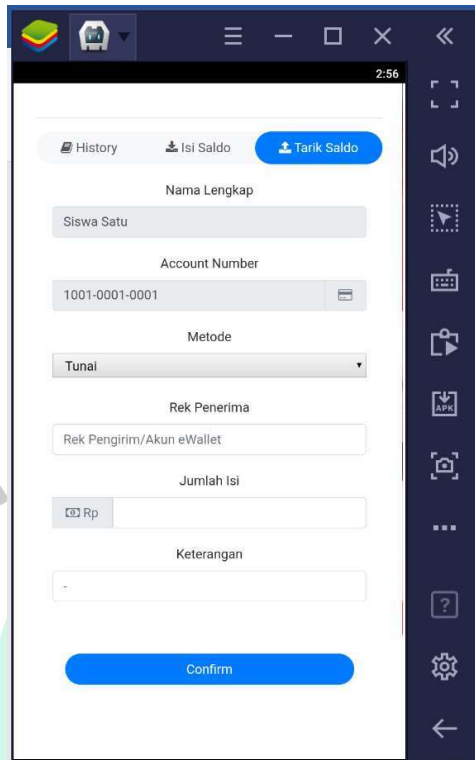 2:56
History Isi Saldo Tarik Saldo
Nama Lengkap
Siswa Satu
Account Number
1001-0001-0001
Metode
Tunai
Rek Penerima
Rek Pengirim/Akun eWallet
Jumlah Isi
Rp
Keterangan
-
Confirm
APK
?